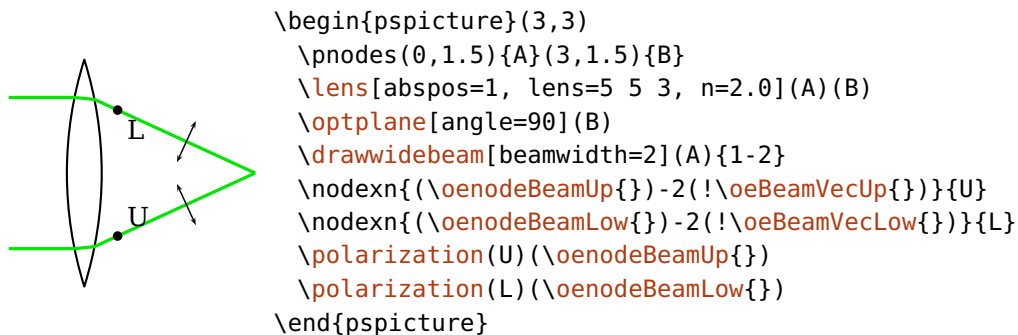 L
U
\begin{pspicture}(3,3)
  \pnodes(0,1.5){A}(3,1.5){B}
  \lens[abspos=1, lens=5 5 3, n=2.0](A)(B)
  \optplane[angle=90](B)
  \drawwidebeam[beamwidth=2](A){1-2}
  \nodexn{(\oenodeBeamUp{})-2(!\oeBeamVecUp{})}{U}
  \nodexn{(\oenodeBeamLow{})-2(!\oeBeamVecLow{})}{L}
  \polarization(U)(\oenodeBeamUp{})
  \polarization(L)(\oenodeBeamLow{})
\end{pspicture}